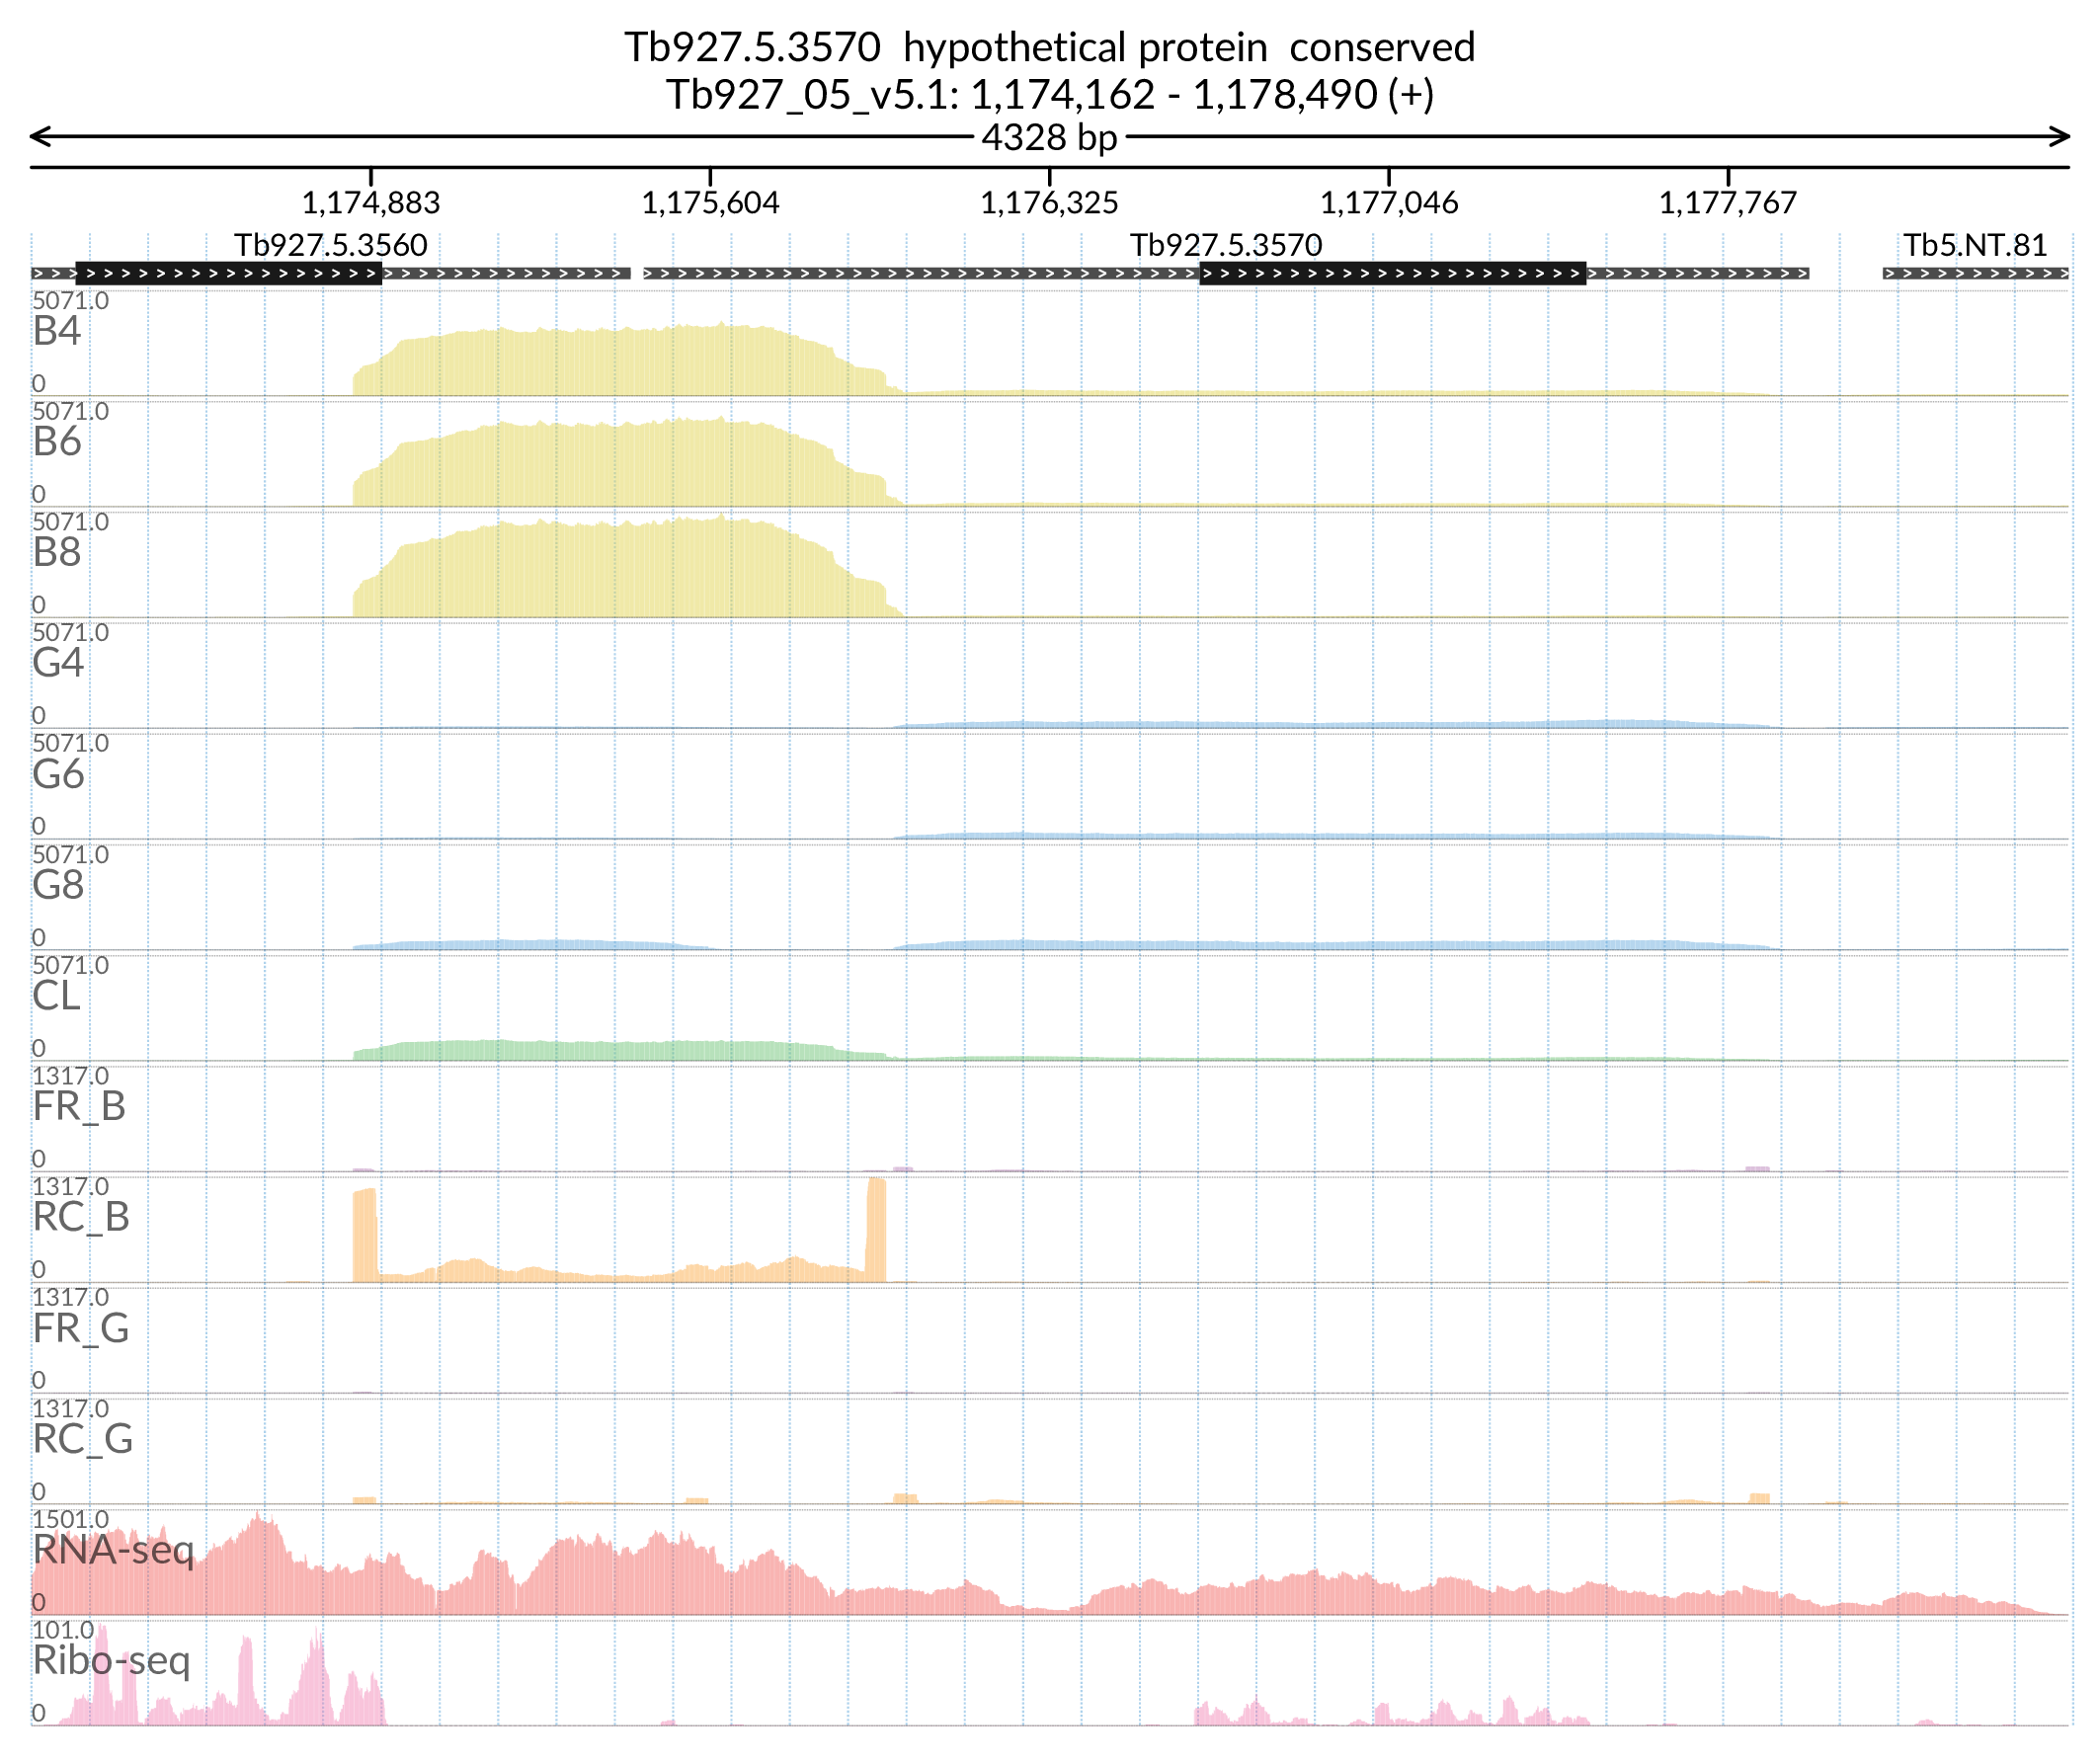 Tb927.5.3570 hypothetical protein conserved
Tb927_05_v5.1: 1,174,162 - 1,178,490 (+)
4328 bp
1,174,883 1,175,604 1,176,325 1,177,046 1,177,767
Tb927.5.3560 Tb927.5.3570 Tb5.NT.81
5071.0
B4
0
5071.0
B6
0
5071.0
B8
0
5071.0
G4
0
5071.0
G6
0
5071.0
G8
0
5071.0
CL
0
1317.0
FR_B
0
1317.0
RC_B
0
1317.0
FR_G
0
1317.0
RC_G
0
1501.0
RNA-seq
0
101.0
Ribo-seq
0